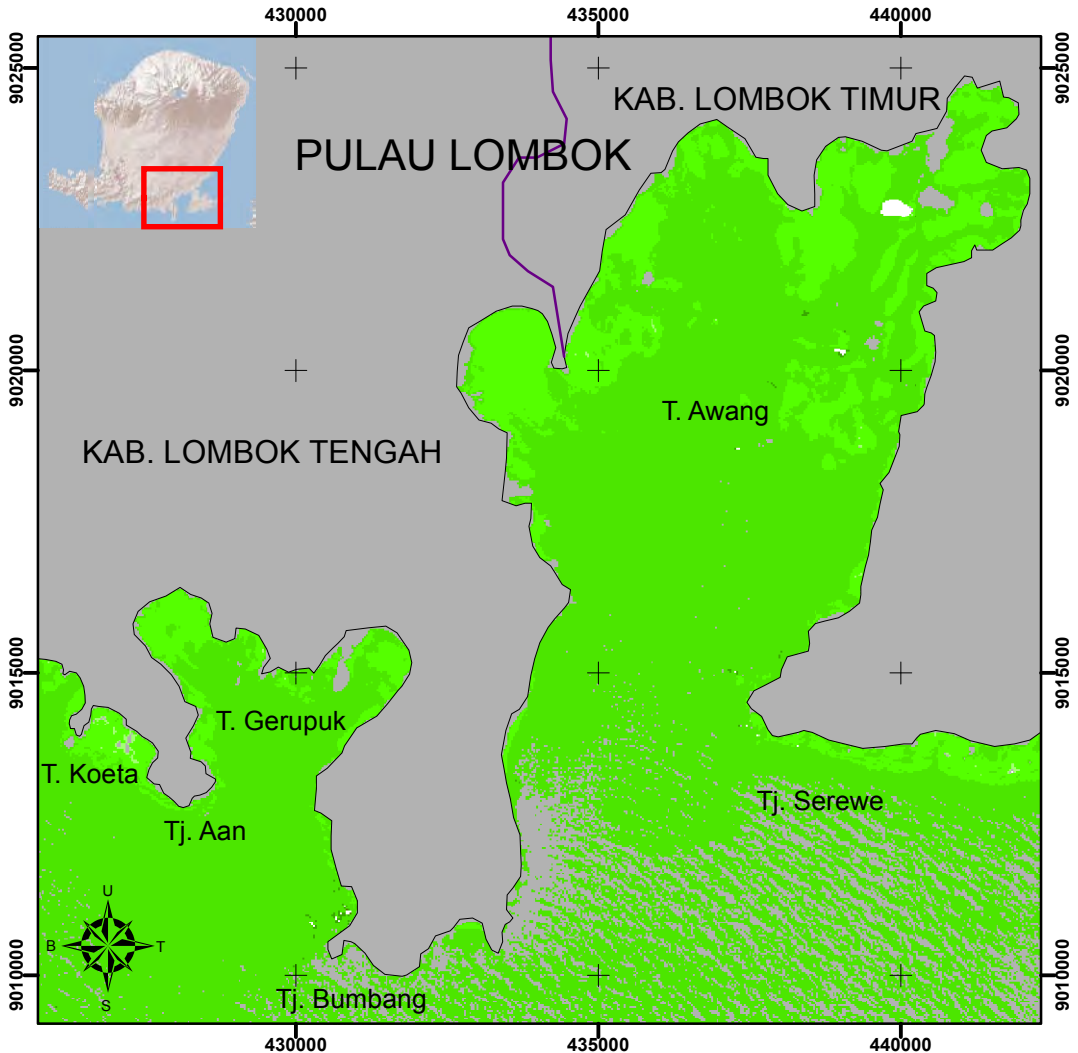 430000 435000 440000
9025000 9025000
KAB. LOMBOK TIMUR
PULAU LOMBOK
9020000 9020000
T. Awang
KAB. LOMBOK TENGAH
9015000 9015000
T. Gerupuk
T. Koeta
Tj. Serewe
Tj. Aan
U
B T
S
9010000 9010000
Tj. Bumbang
430000 435000 440000